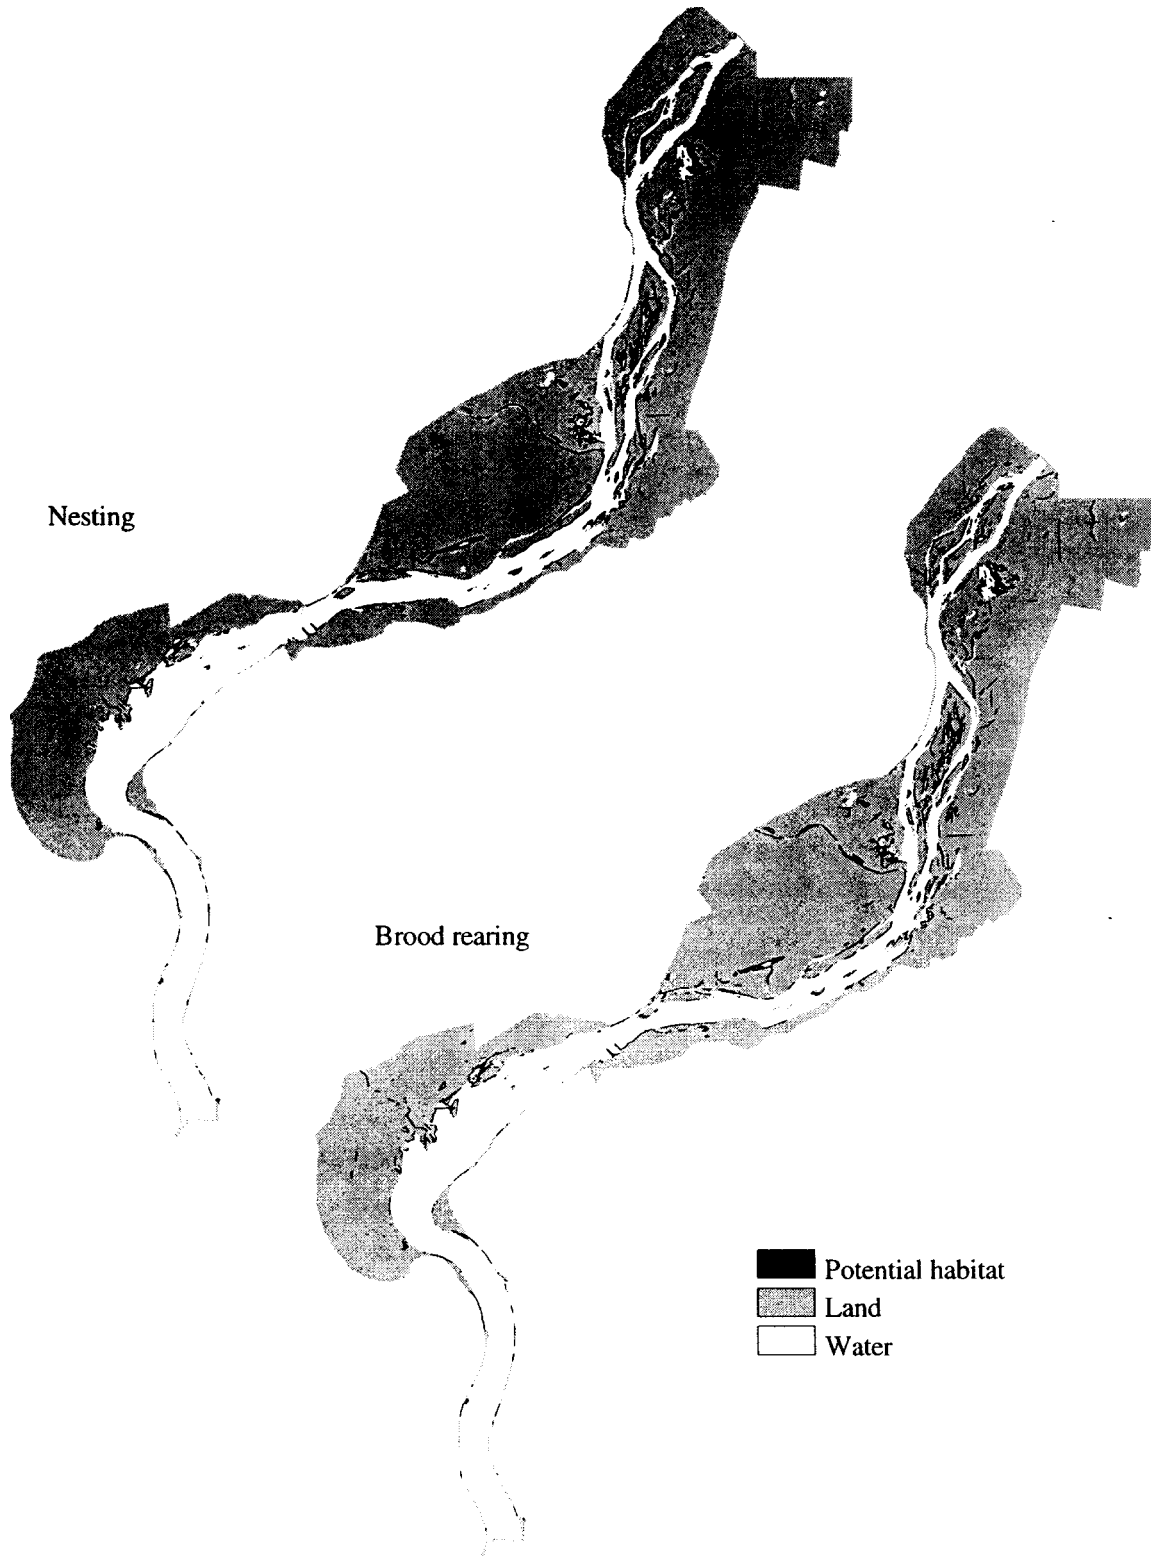 Nesting
Brood rearing
Potential habitat
Land
Water